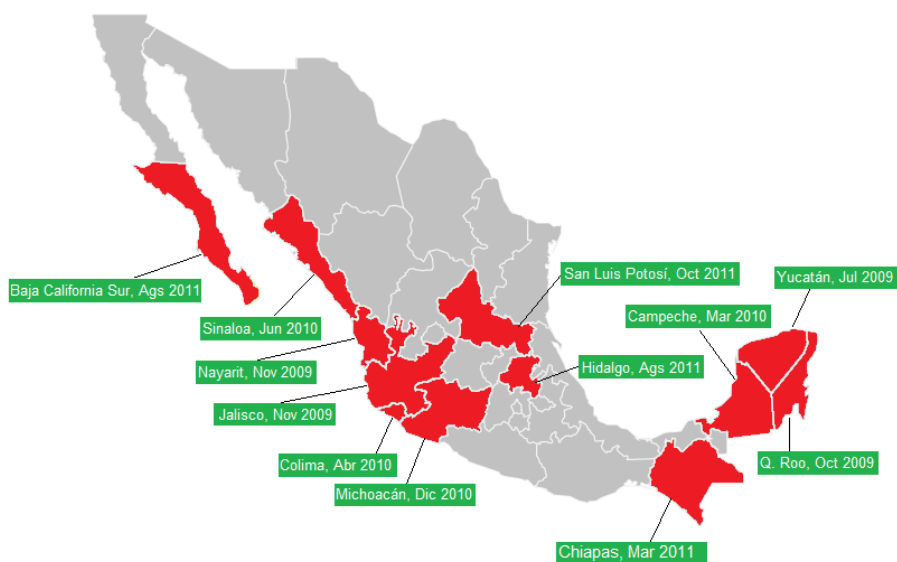 San Luis Potosí, Oct 2011
Yucatán, Jul 2009
Baja California Sur, Ags 2011
Campeche, Mar 2010
Sinaloa, Jun 2010
Nayarit, Nov 2009
Hidalgo, Ags 2011
Jalisco, Nov 2009
Colima, Abr 2010
Q. Roo, Oct 2009
Michoacán, Dic 2010
Chiapas, Mar 2011